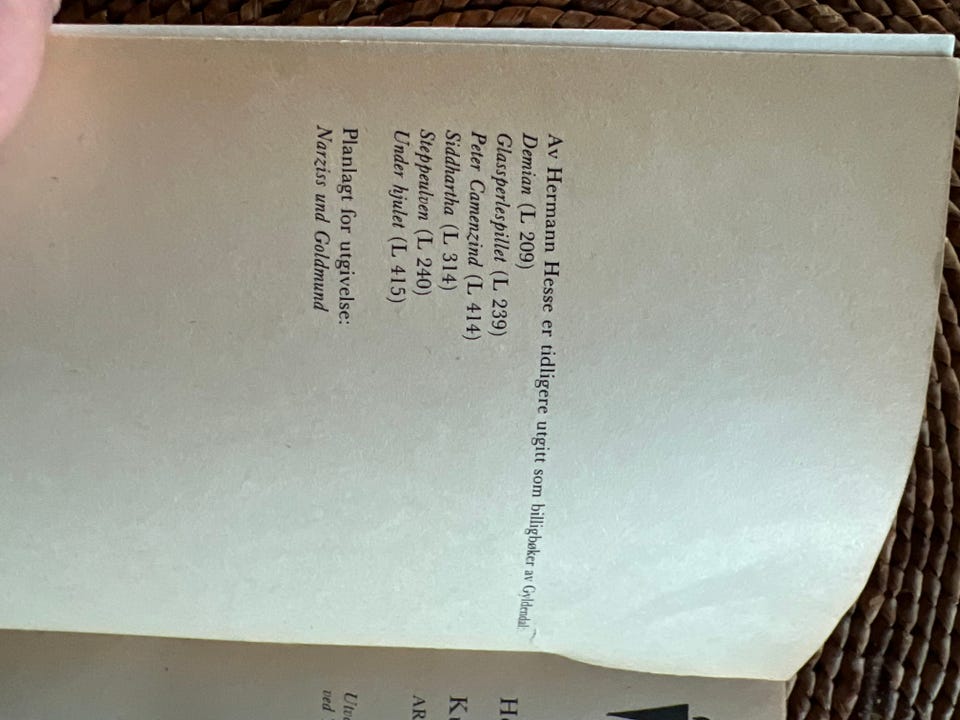 Av Hermann Hesse er tidligere utgitt som billigbøker av Gyldendal:
Demian (L 209)
Glassperlespillet (L 239)
Peter Camenzind (L 414)
Siddhartha (L 314)
Steppeulven (L 240)
Under hjulet (L 415)
Planlagt for utgivelse:
Narziss und Goldmund
ved